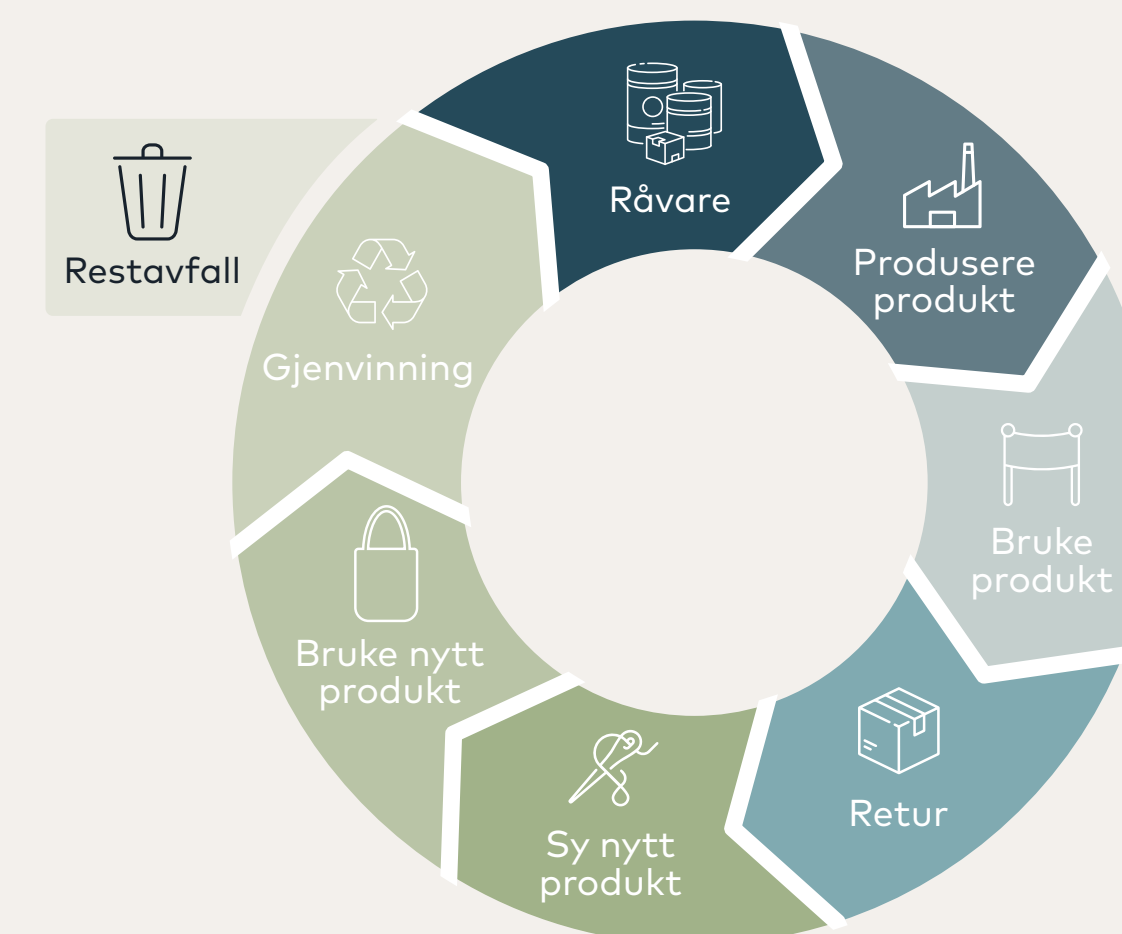 Råvare
Produsere
produkt
Bruke
produkt
Retur
Sy nytt
produkt
Bruke nytt
produkt
Gjenvinning
Restavfall